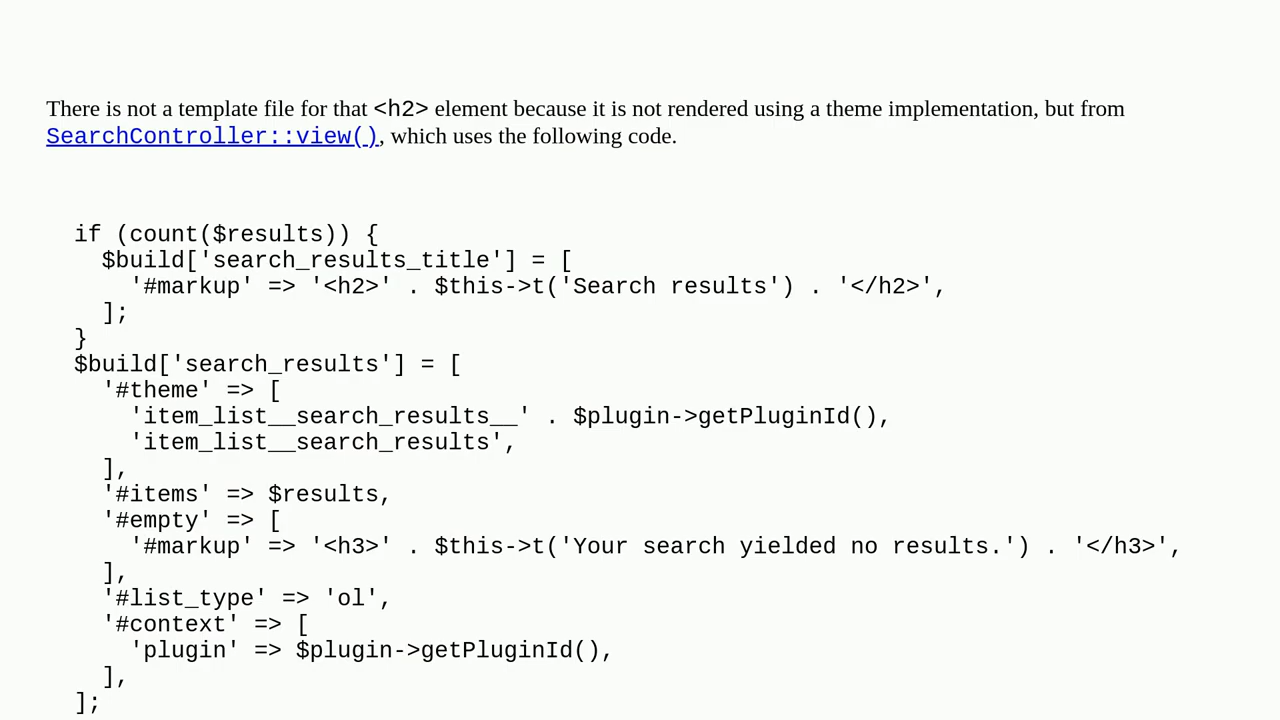 There is not a template file for that <h2> element because it is not rendered using a theme implementation, but from
SearchController::view(), which uses the following code.
if (count($results)) {
  $build['search_results_title'] = [
    '#markup' => '<h2>' . $this->t('Search results') . '</h2>',
  ];
}
$build['search_results'] = [
  '#theme' => [
    'item_list__search_results__' . $plugin->getPluginId(),
    'item_list__search_results',
  ],
  '#items' => $results,
  '#empty' => [
    '#markup' => '<h3>' . $this->t('Your search yielded no results.') . '</h3>',
  ],
  '#list_type' => 'ol',
  '#context' => [
    'plugin' => $plugin->getPluginId(),
  ],
];